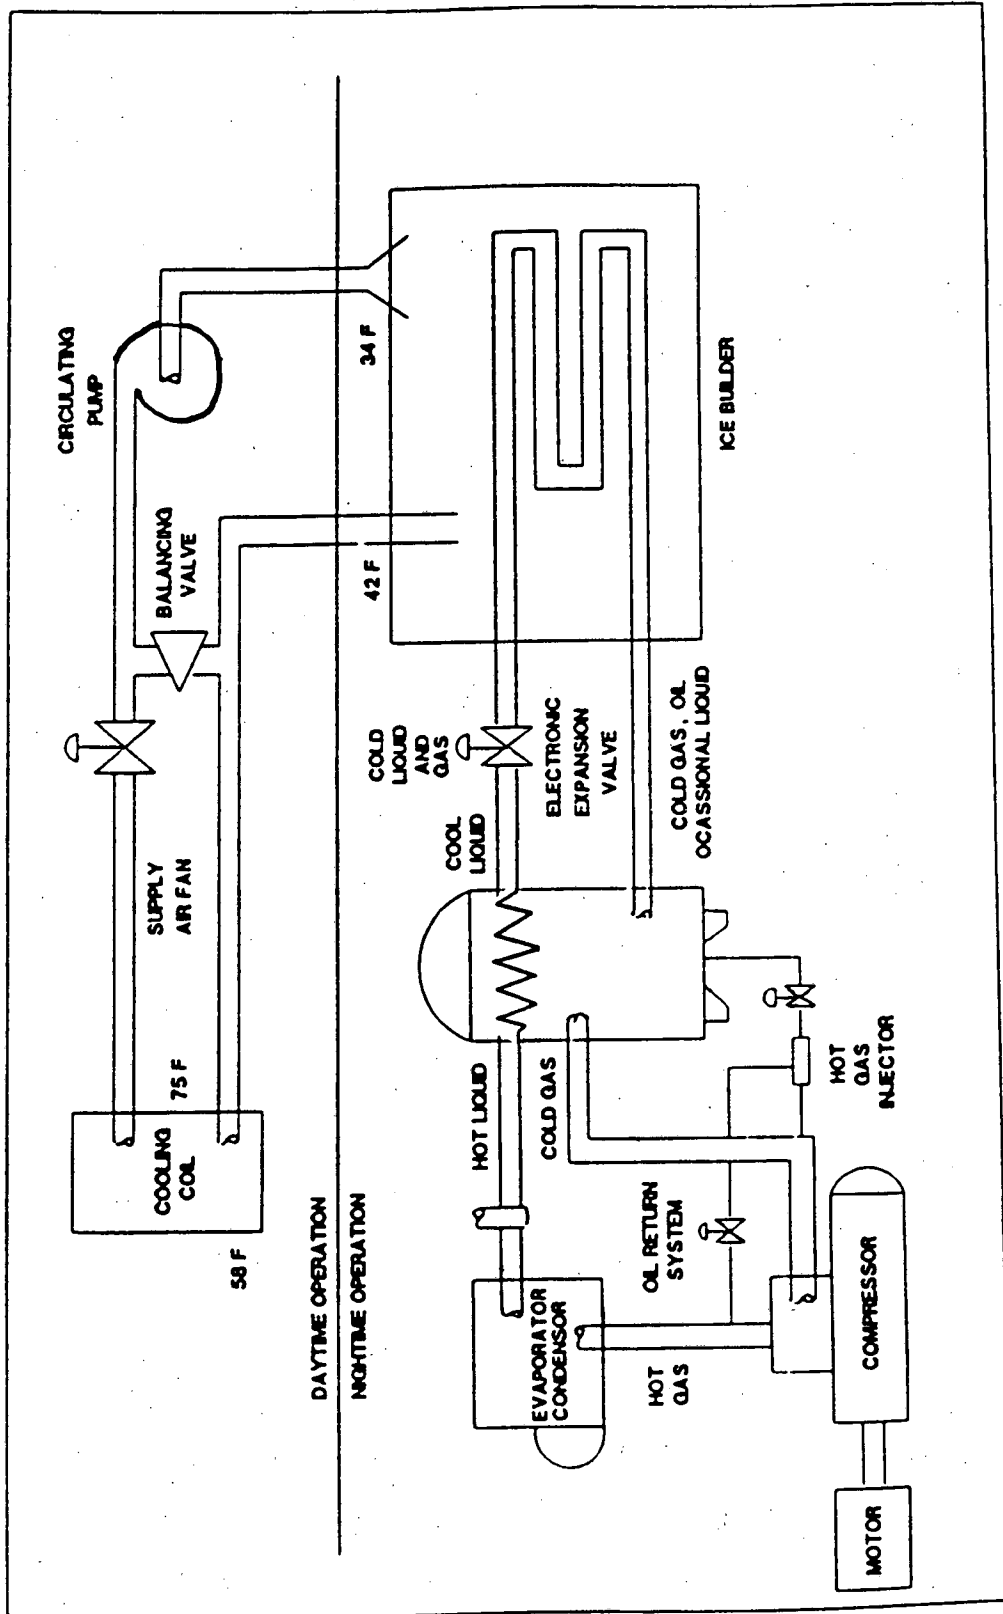 CIRCULATING
PUMP
BALANCING
VALVE
SUPPLY
AIR FAN
75 F
COOLING
COIL
58 F
DAYTIME OPERATION
NIGHTTIME OPERATION
34 F
42 F
ICE BUILDER
COLD
LIQUID
AND
GAS
ELECTRONIC
EXPANSION
VALVE
COLD GAS, OIL
OCASSIONAL LIQUID
COOL
LIQUID
HOT LIQUID
COLD GAS
HOT
GAS
INJECTOR
OIL RETURN
SYSTEM
EVAPORATOR
CONDENSOR
HOT
GAS
COMPRESSOR
MOTOR